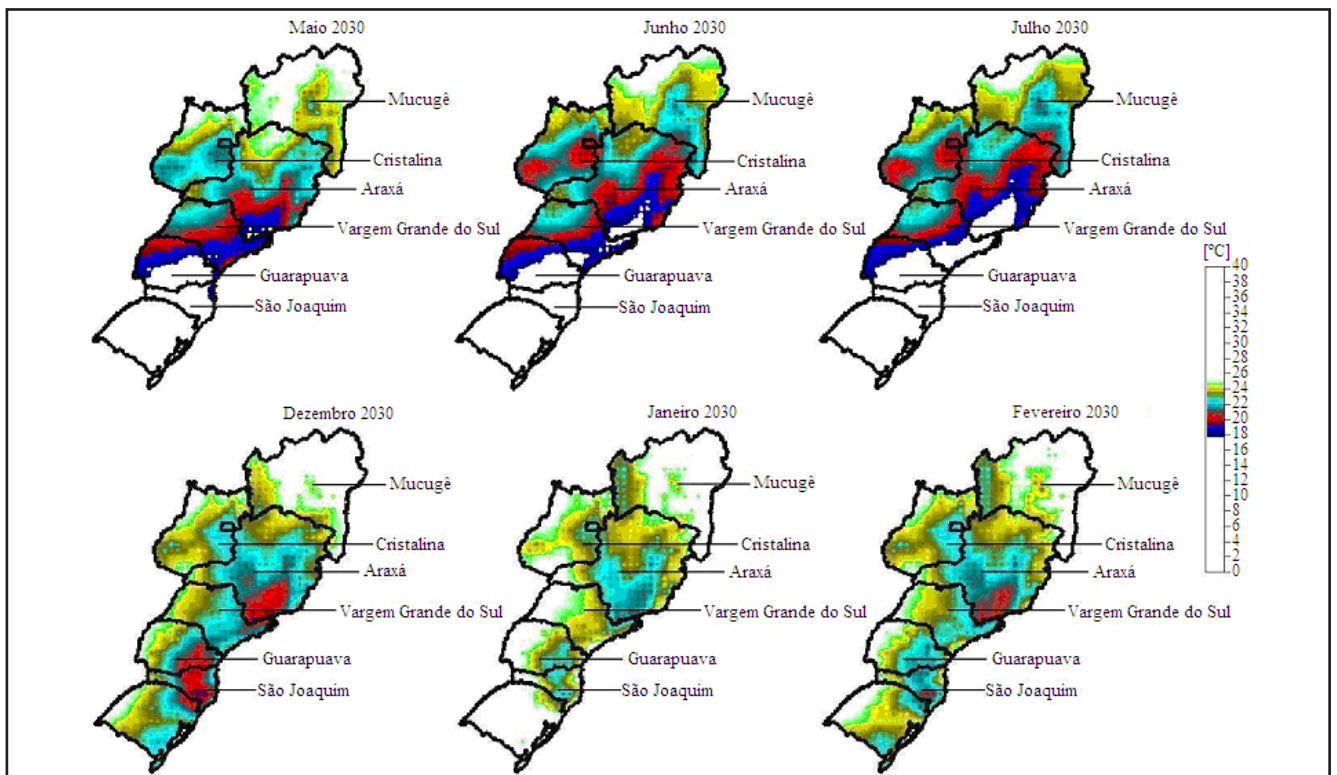 Maio 2030
Junho 2030
Julho 2030
Mucugê
Cristalina
Araxá
Vargem Grande do Sul
Guarapuava
São Joaquim
Mucugê
Cristalina
Araxá
Vargem Grande do Sul
Guarapuava
São Joaquim
Mucugê
Cristalina
Araxá
Vargem Grande do Sul
Guarapuava
São Joaquim
[ºC]
40
38
36
34
32
30
28
26
24
22
20
18
16
14
12
10
8
6
4
2
0
Dezembro 2030
Janeiro 2030
Fevereiro 2030
Mucugê
Cristalina
Araxá
Vargem Grande do Sul
Guarapuava
São Joaquim
Mucugê
Cristalina
Araxá
Vargem Grande do Sul
Guarapuava
São Joaquim
Mucugê
Cristalina
Araxá
Vargem Grande do Sul
Guarapuava
São Joaquim